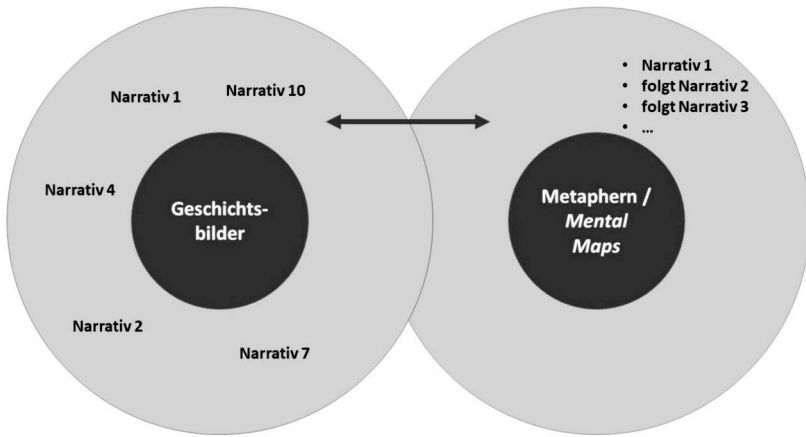 Narrativ 1
Narrativ 10
Narrativ 4
Geschichts-
bilder
Narrativ 2
Narrativ 7
• Narrativ 1
• folgt Narrativ 2
• folgt Narrativ 3
• ...
Metaphern /
Mental
Maps